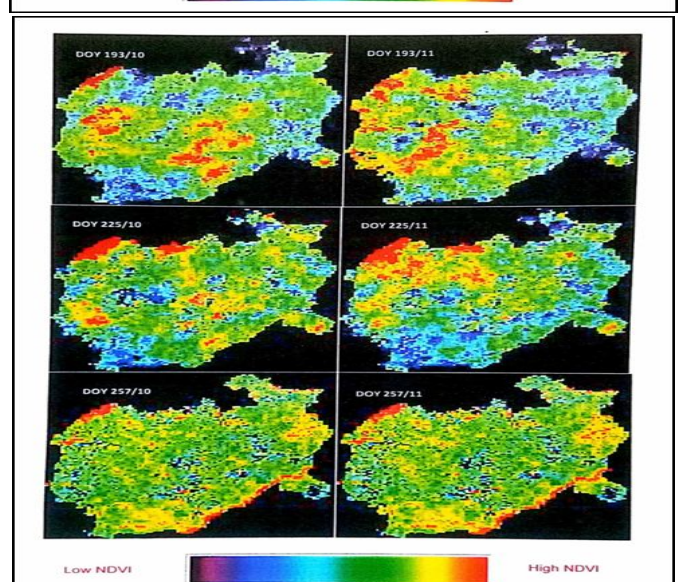 DOY 193/10
DOY 193/11
DOY 225/10
DOY 225/11
DOY 257/10
DOY 257/11
Low NDVI
High NDVI